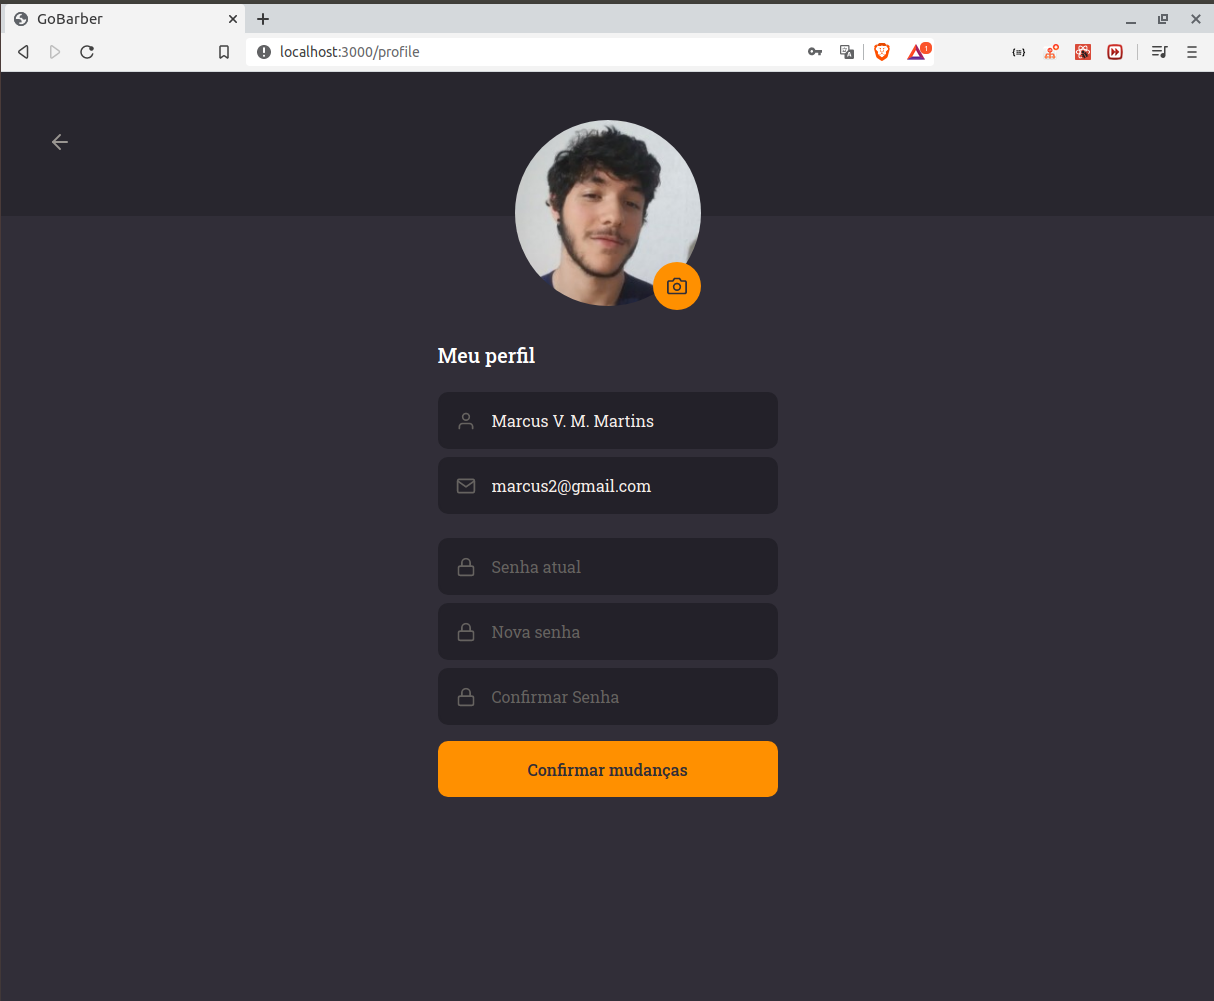 GoBarber
localhost:3000/profile
1
Meu perfil
Marcus V. M. Martins
marcus2@gmail.com
Senha atual
Nova senha
Confirmar Senha
Confirmar mudanças